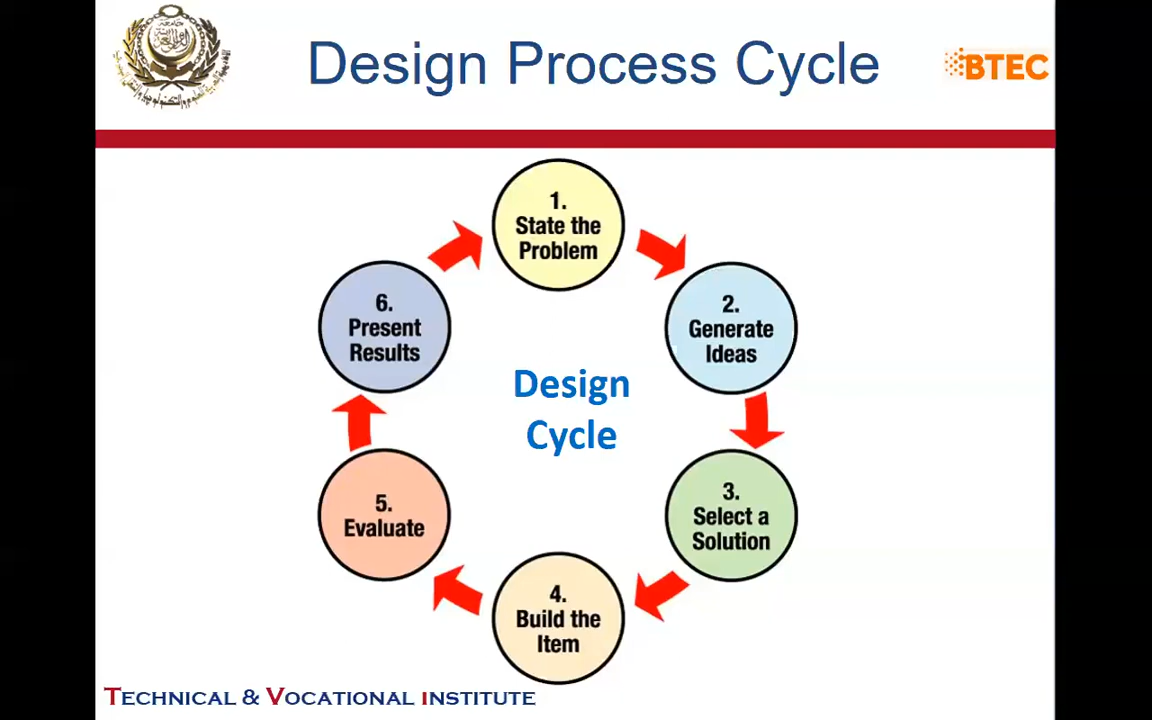 Design Process Cycle
BTEC
1.
State the
Problem
2.
Generate
Ideas
3.
Select a
Solution
4.
Build the
Item
5.
Evaluate
6.
Present
Results
Design
Cycle
TECHNICAL & VOCATIONAL INSTITUTE